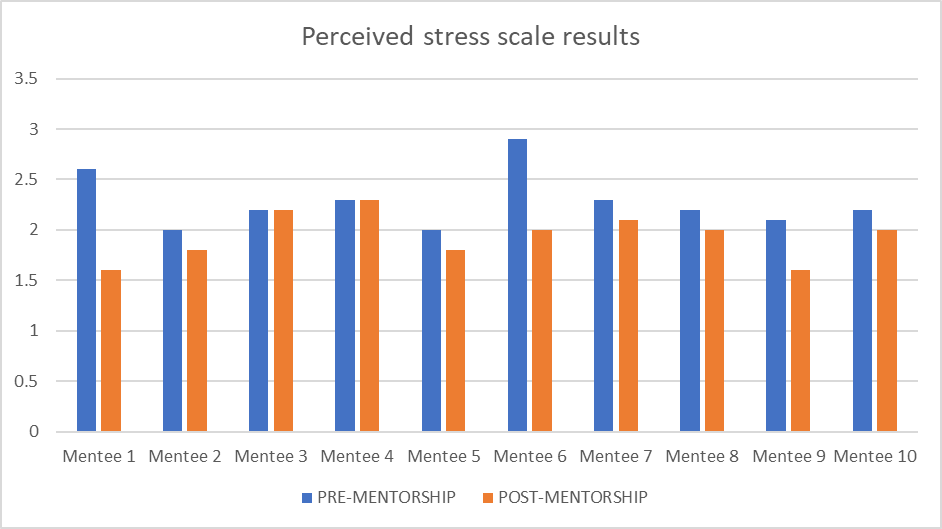 Perceived stress scale results
3.5
3
2.5
2
1.5
1
0.5
0
Mentee 1 Mentee 2 Mentee 3 Mentee 4 Mentee 5 Mentee 6 Mentee 7 Mentee 8 Mentee 9 Mentee 10
PRE-MENTORSHIP POST-MENTORSHIP